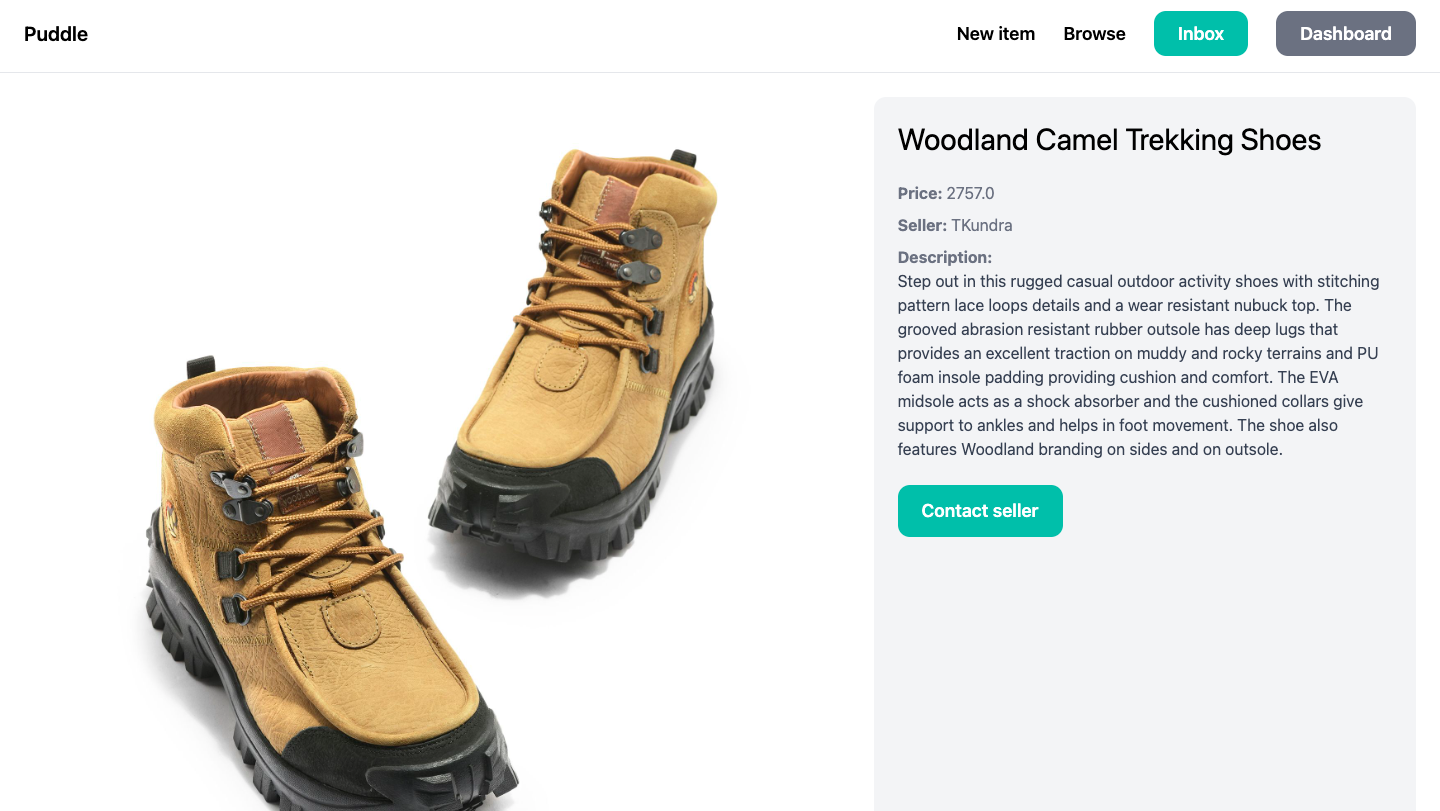 Puddle
New item
Browse
Inbox
Dashboard
Woodland Camel Trekking Shoes
Price: 2757.0
Seller: TKundra
Description:
Step out in this rugged casual outdoor activity shoes with stitching
pattern lace loops details and a wear resistant nubuck top. The
grooved abrasion resistant rubber outsole has deep lugs that
provides an excellent traction on muddy and rocky terrains and PU
foam insole padding providing cushion and comfort. The EVA
midsole acts as a shock absorber and the cushioned collars give
support to ankles and helps in foot movement. The shoe also
features Woodland branding on sides and on outsole.
Contact seller